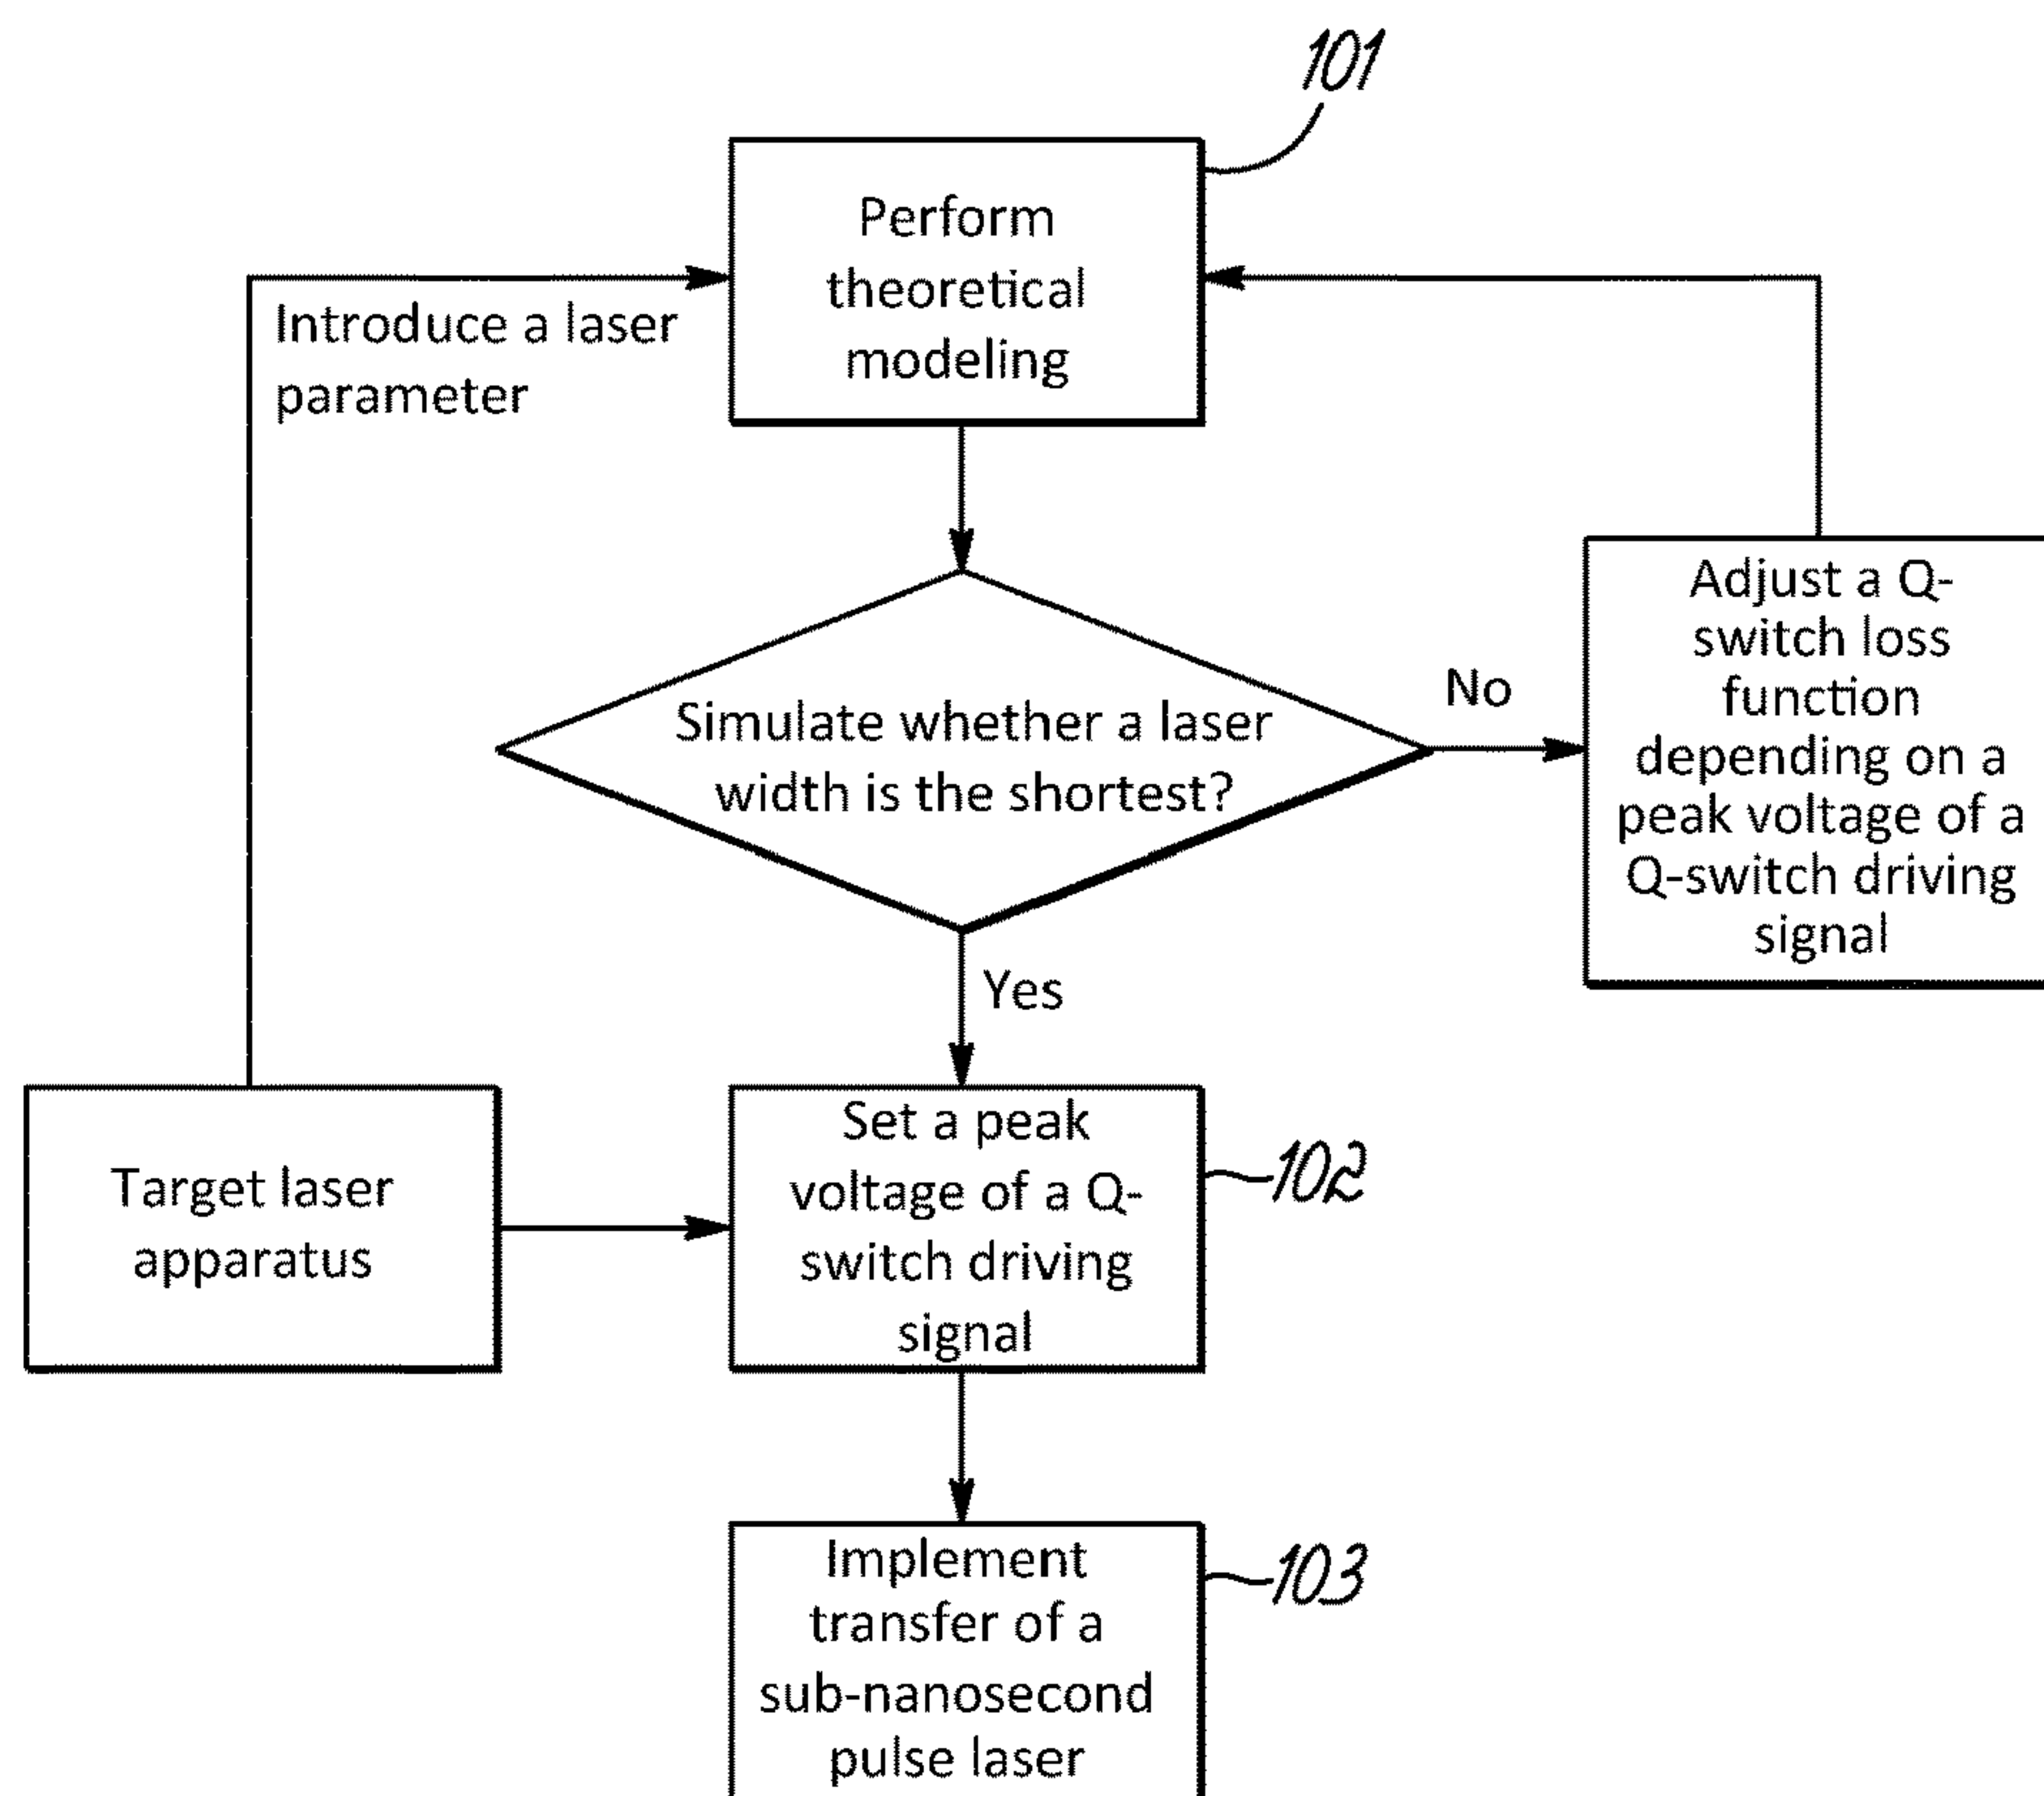 101
Perform
theoretical
modeling
Introduce a laser
parameter
Simulate whether a laser
width is the shortest?
No
Adjust a Q-
switch loss
function
depending on a
peak voltage of a
Q-switch driving
signal
Yes
Target laser
apparatus
Set a peak
voltage of a Q-
switch driving
signal
102
Implement
transfer of a
sub-nanosecond
pulse laser
103